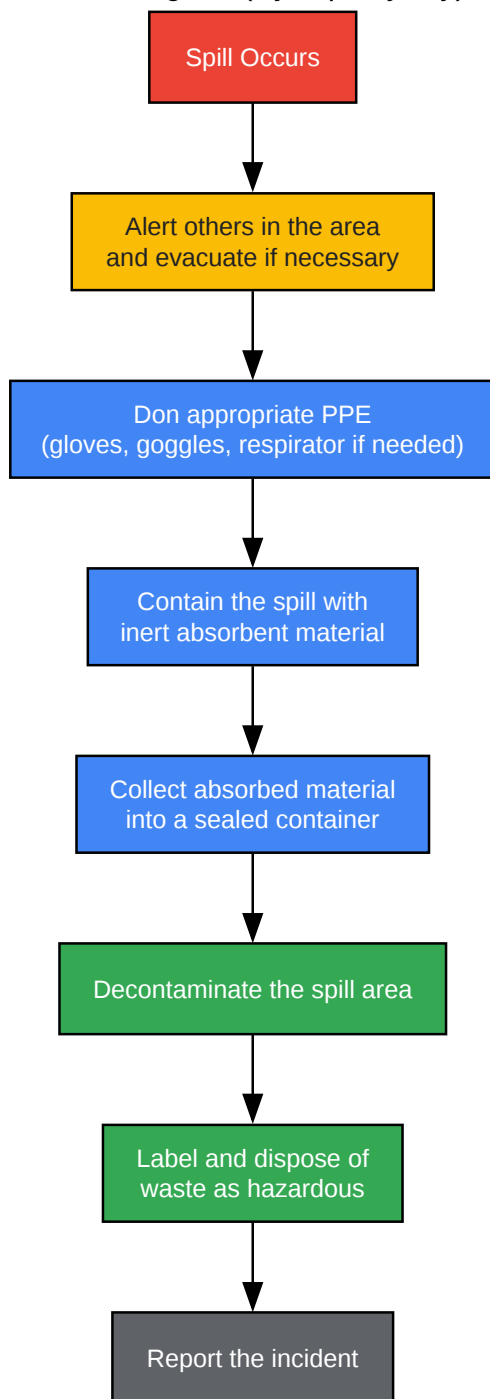 Spill Occurs
Alert others in the area
and evacuate if necessary
Don appropriate PPE
(gloves, goggles, respirator if needed)
Contain the spill with
inert absorbent material
Collect absorbed material
into a sealed container
Decontaminate the spill area
Label and dispose of
waste as hazardous
Report the incident